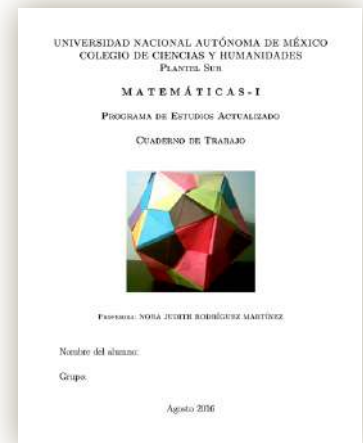 UNIVERSIDAD NACIONAL AUTÓNOMA DE MÉXICO
COLEGIO DE CIENCIAS Y HUMANIDADES
PLANTEL SUR
MATEMÁTICAS-I
PROGRAMA DE ESTUDIOS ACTUALIZADO
CUADERNO DE TRABAJO
PROFESORA: NORA JUDITH RODRÍGUEZ MARTÍNEZ
Nombre del alumno:
Grupo:
Agosto 2016